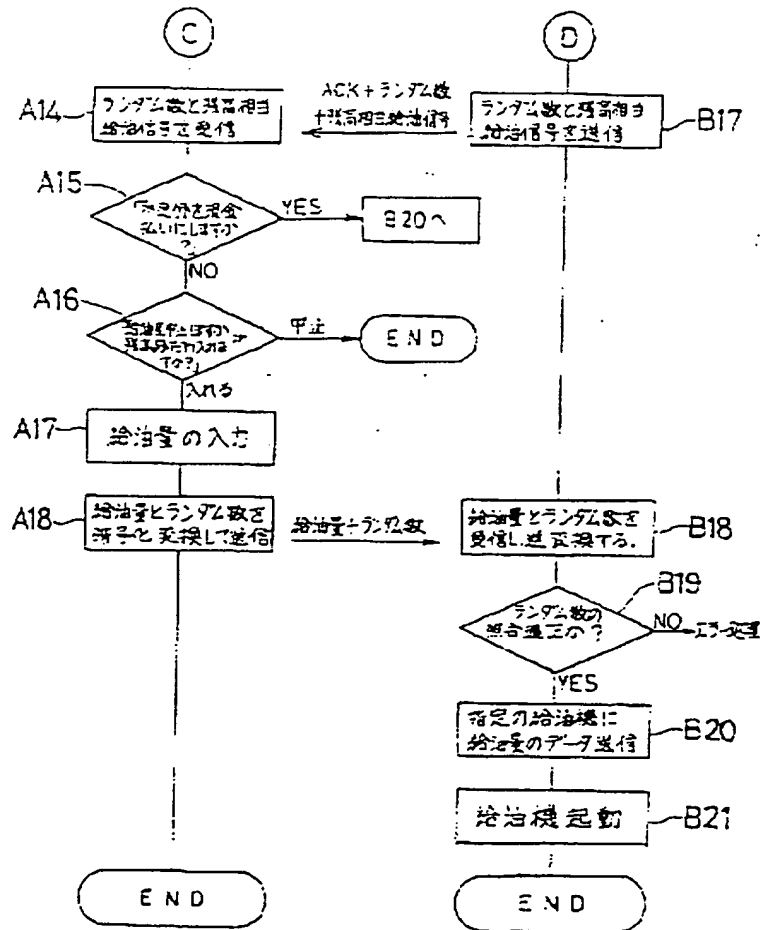 C
D
A14
ランダム数と残高相当
給油信号を受信
ACK+ランダム数
+残高相当給油信号
ランダム数と残高相当
給油信号を送信
B17
A15
払いにしますか
?」
YES
B20へ
NO
A16
中止
END
入れる
A17
給油量の入力
A18
給油量とランダム数を
変換して送信
給油量+ランダム数
給油量とランダム数を
受信し逆変換する.
B18
B19
ランダム数の
照合適正か?
NO
エラー処理
YES
指定の給油機に
給油量のデータ送信
B20
給油機起動
B21
END
END